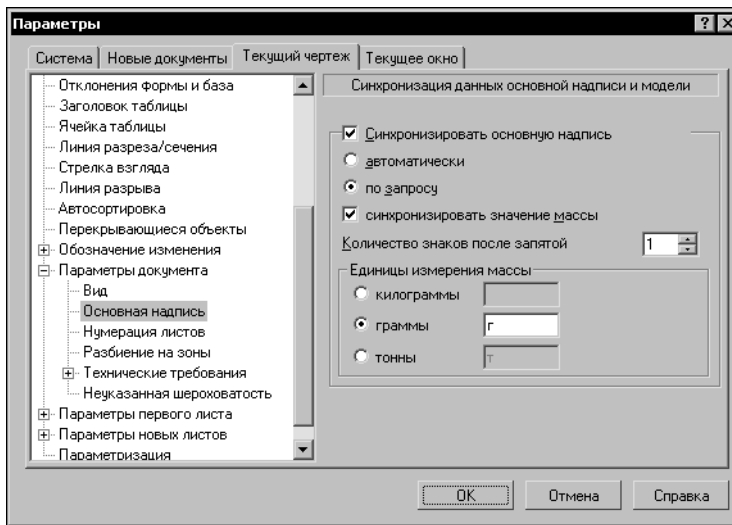 Параметры
Система Новые документы Текущий чертеж Текущее окно
Отклонения формы и база
Заголовок таблицы
Ячейка таблицы
Линия разреза/сечения
Стрелка взгляда
Линия разрыва
Автосортировка
Перекрывающиеся объекты
Обозначение изменения
Параметры документа
Вид
Основная надпись
Нумерация листов
Разбиение на зоны
Технические требования
Неуказанная шероховатость
Параметры первого листа
Параметры новых листов
Параметризация
Синхронизация данных основной надписи и модели
Синхронизировать основную надпись
автоматически
по запросу
синхронизировать значение массы
Количество знаков после запятой 1
Единицы измерения массы
килограммы
граммы г
тонны т
OK Отмена Справка